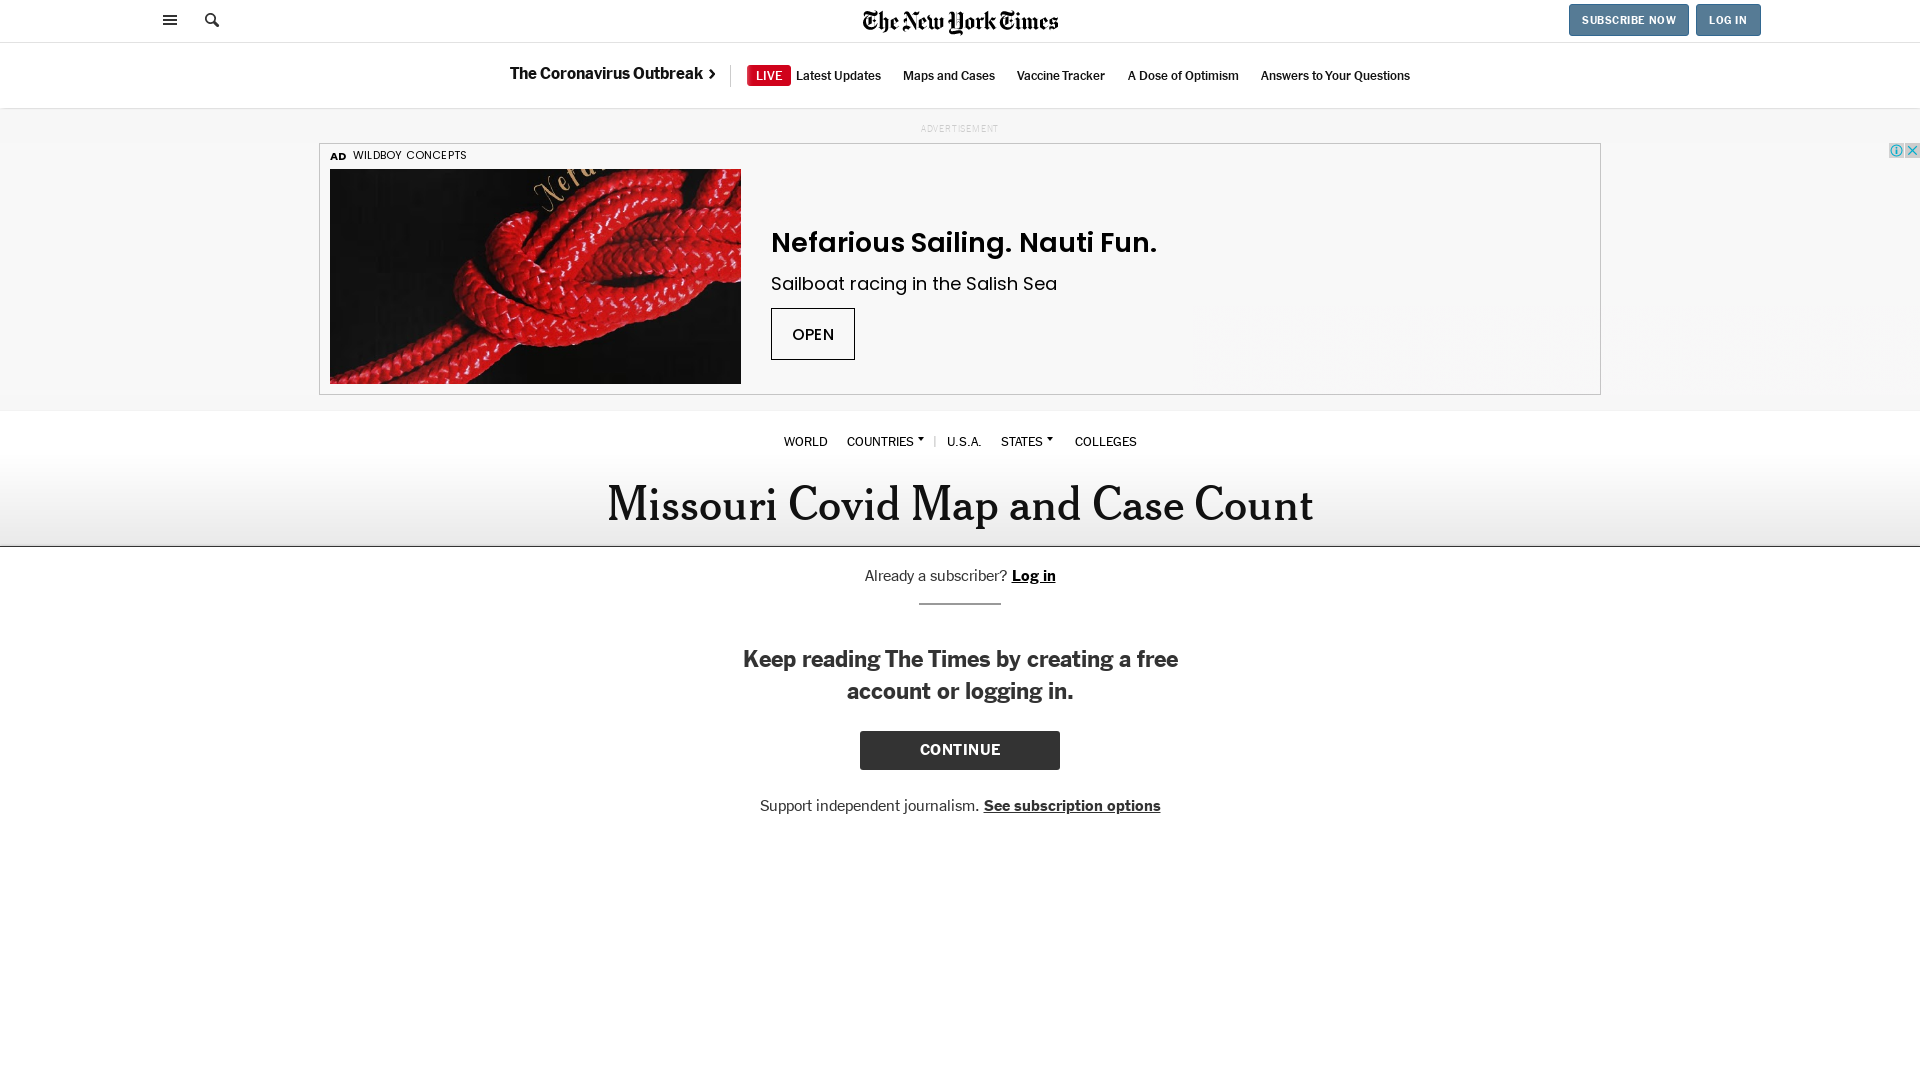 The New York Times
SUBSCRIBE NOW
LOG IN
The Coronavirus Outbreak ›
LIVE Latest Updates
Maps and Cases
Vaccine Tracker
A Dose of Optimism
Answers to Your Questions
ADVERTISEMENT
AD WILDBOY CONCEPTS
Nefarious Sailing. Nauti Fun.
Sailboat racing in the Salish Sea
OPEN
WORLD
COUNTRIES
U.S.A.
STATES
COLLEGES
Missouri Covid Map and Case Count
Already a subscriber? Log in
Keep reading The Times by creating a free
account or logging in.
CONTINUE
Support independent journalism. See subscription options